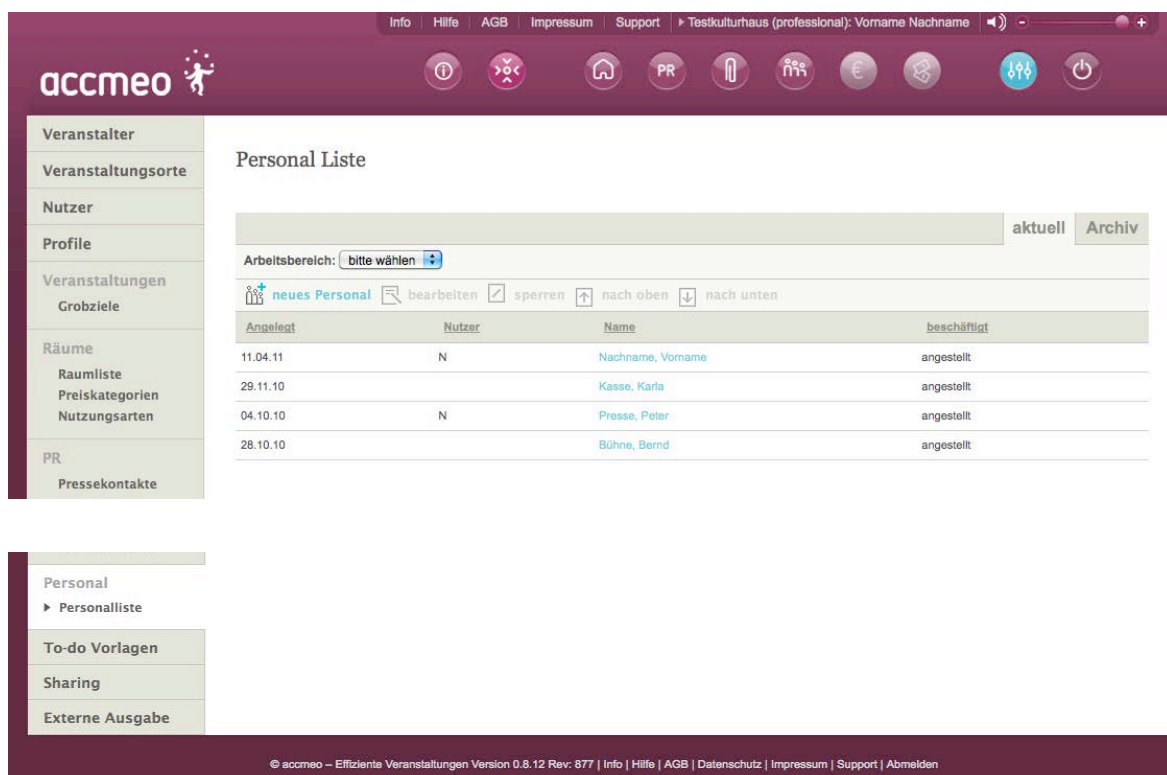 Info Hilfe AGB Impressum Support Testkulturhaus (professional): Vorname Nachname - +
accmeo
PR €
Veranstalter
Veranstaltungsorte
Nutzer
Profile
Veranstaltungen
Grobziele
Räume
Raumliste
Preiskategorien
Nutzungsarten
PR
Pressekontakte
Personal Liste
aktuell Archiv
Arbeitsbereich: bitte wählen
neues Personal bearbeiten sperren nach oben nach unten
Angelegt Nutzer Name beschäftigt
11.04.11 N Nachname, Vorname angestellt
29.11.10 Kasse, Karla angestellt
04.10.10 N Presse, Peter angestellt
28.10.10 Bühne, Bernd angestellt
Personal
Personalliste
To-do Vorlagen
Sharing
Externe Ausgabe
© accmeo – Effiziente Veranstaltungen Version 0.8.12 Rev: 877 | Info | Hilfe | AGB | Datenschutz | Impressum | Support | Abmelden